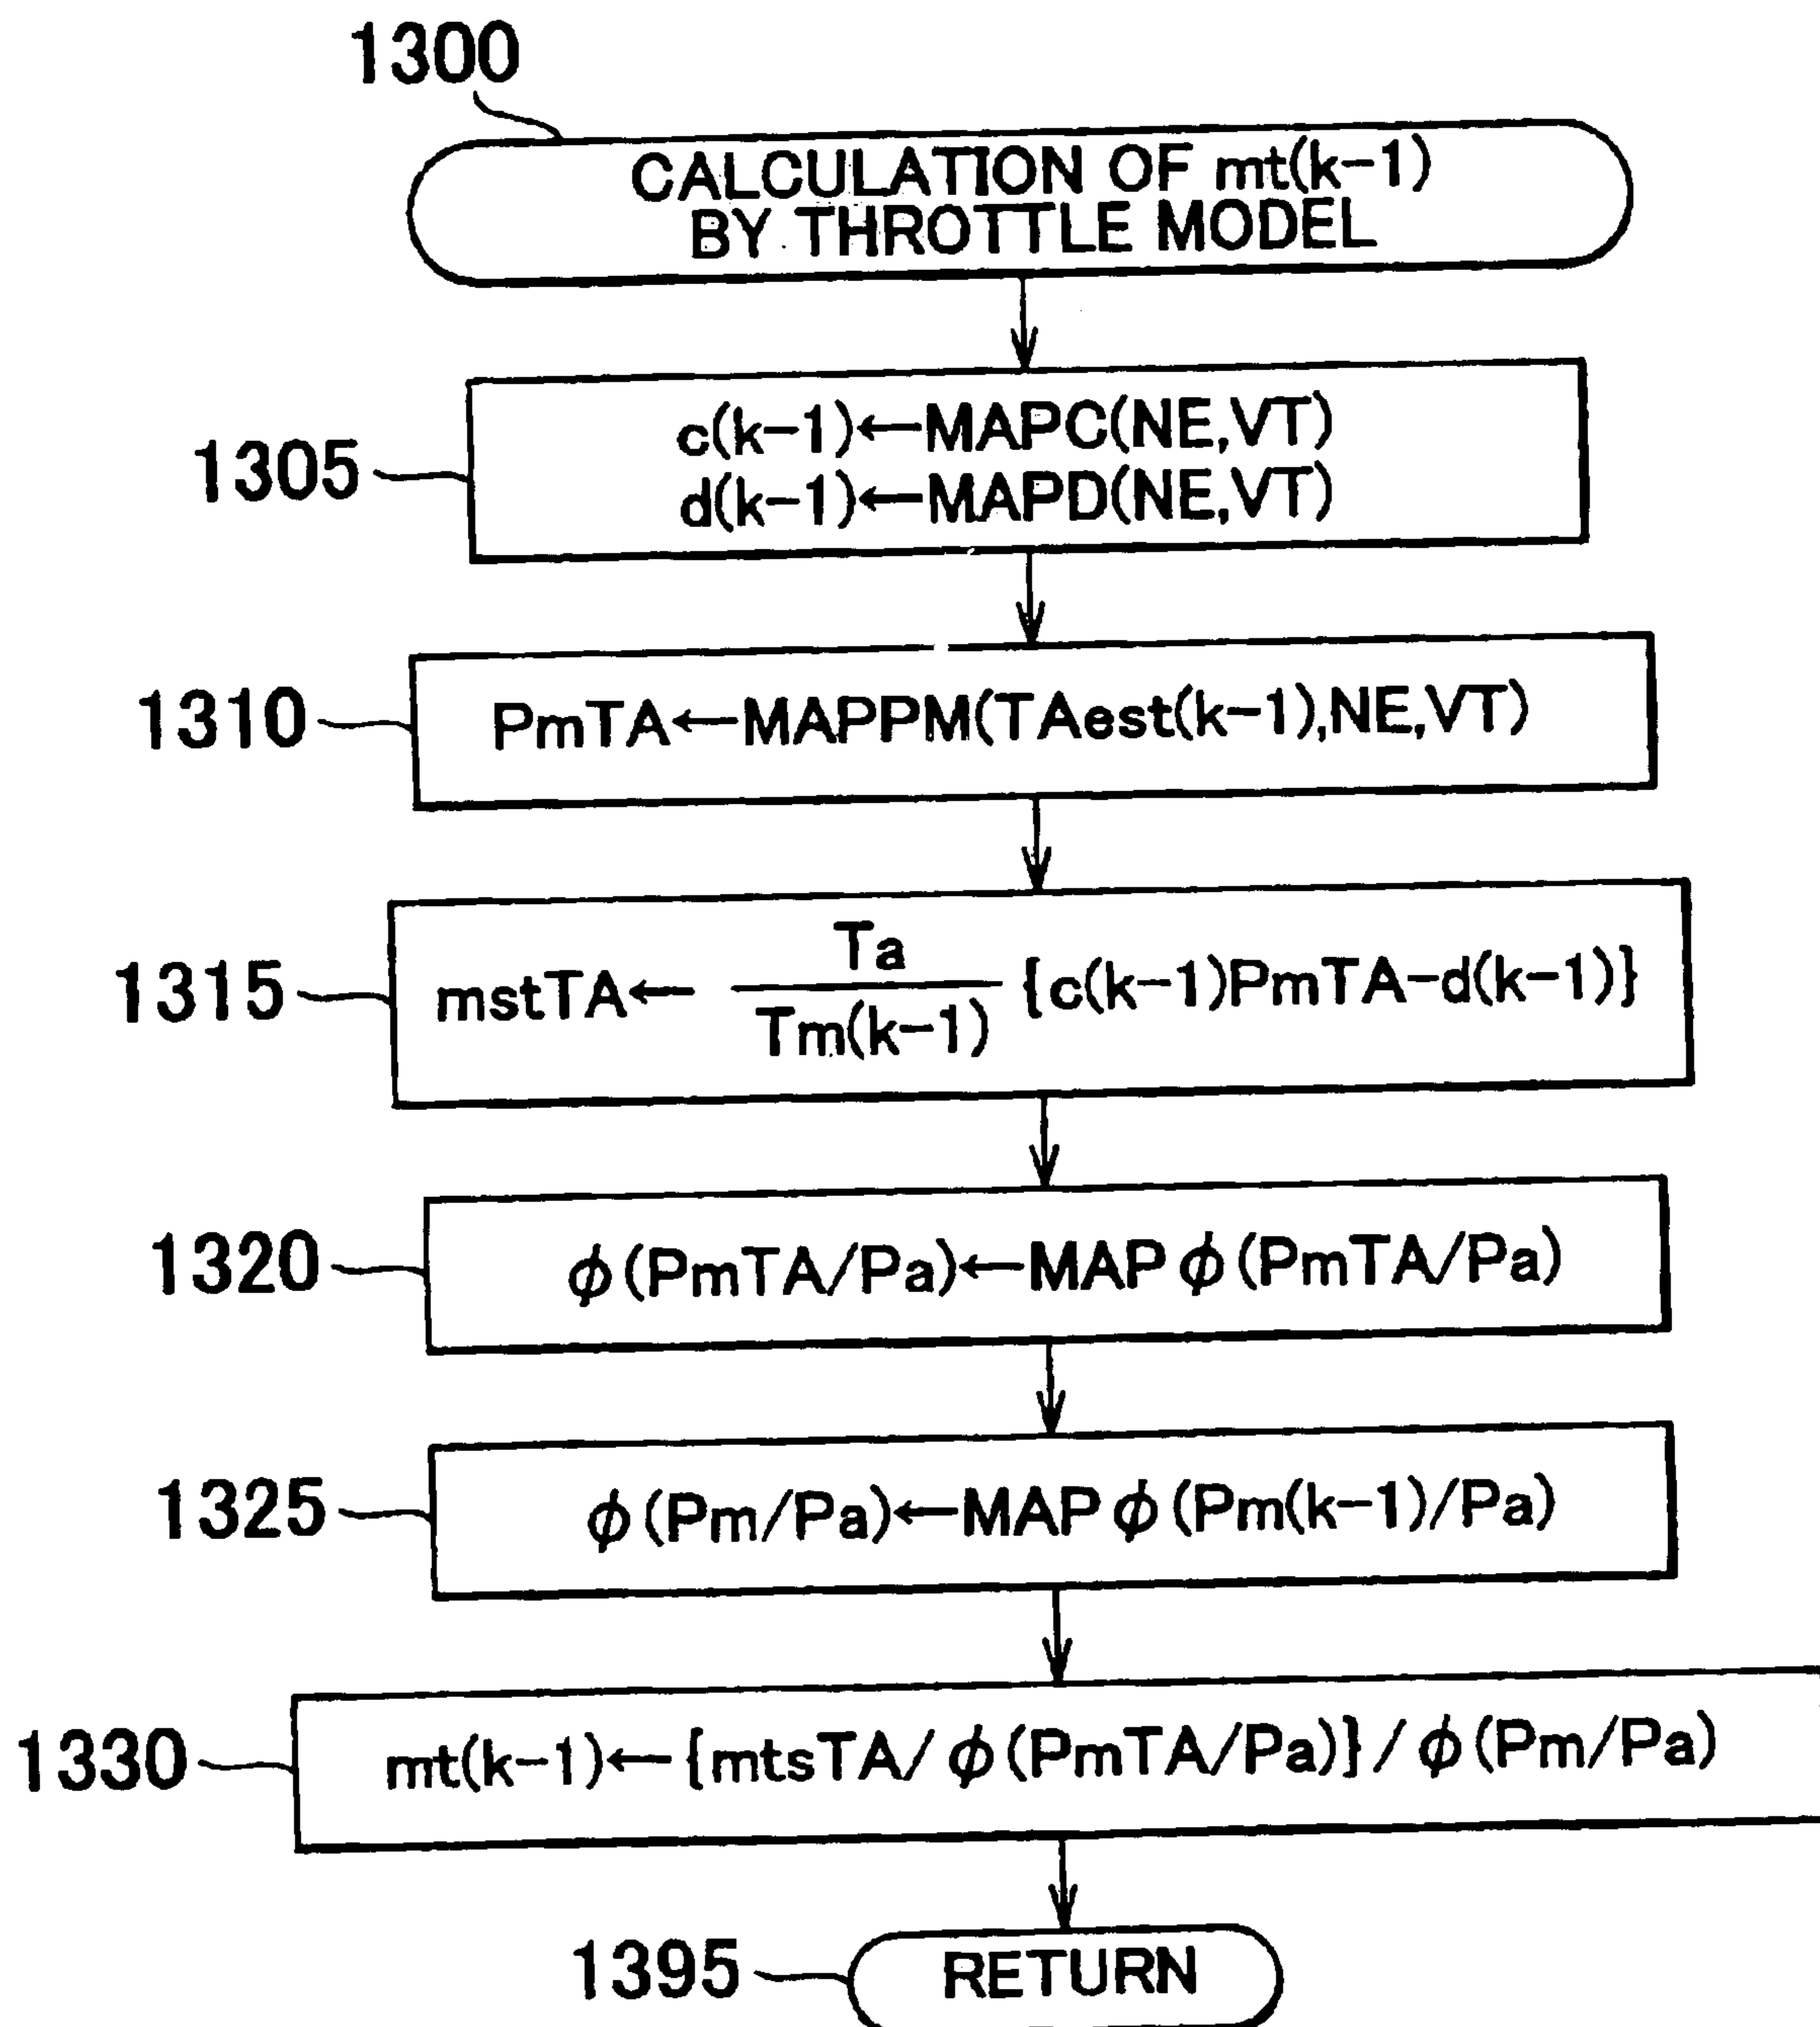 1300
CALCULATION OF mt(k-1)
BY THROTTLE MODEL
1305
c(k-1)←MAPC(NE,VT)
d(k-1)←MAPD(NE,VT)
1310
PmTA←MAPPM(TAest(k-1),NE,VT)
1315
mstTA← Ta/Tm(k-1) {c(k-1)PmTA-d(k-1)}
1320
ϕ(PmTA/Pa)←MAPϕ(PmTA/Pa)
1325
ϕ(Pm/Pa)←MAPϕ(Pm(k-1)/Pa)
1330
mt(k-1)←{mtsTA/ϕ(PmTA/Pa)}/ϕ(Pm/Pa)
1395
RETURN